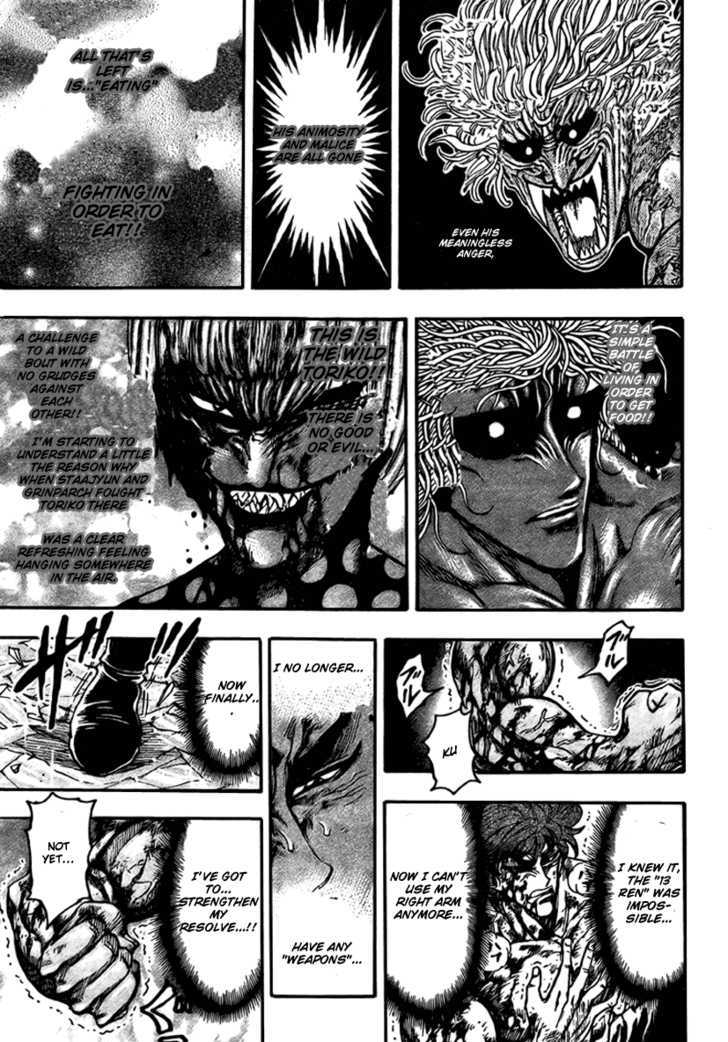 EVEN HIS
MEANINGLESS
ANGER,
HIS ANIMOSITY
AND MALICE
ARE ALL GONE
ALL THAT'S
LEFT
IS..."EATING"
FIGHTING IN
ORDER TO
EAT!!
IT'S A
SIMPLE
BATTLE
OF
LIVING IN
ORDER
TO GET
FOOD!!
THIS IS
THE WILD
TORIKO!!
THERE IS
NO GOOD
OR EVIL...
A CHALLENGE
TO A WILD
BOUT WITH
NO GRUDGES
AGAINST
EACH
OTHER!!
I'M STARTING TO
UNDERSTAND A LITTLE
THE REASON WHY
WHEN STAAJYUN AND
GRINPARCH FOUGHT
TORIKO THERE
WAS A CLEAR
REFRESHING FEELING
HANGING SOMEWHERE
IN THE AIR.
ブル
ブル
KU
I KNEW IT,
THE "13
REN" WAS
IMPOS-
SIBLE...
NOW I CAN'T
USE MY
RIGHT ARM
ANYMORE...
I NO LONGER...
HAVE ANY
"WEAPONS"...
NOW
FINALLY...
I'VE GOT
TO...
STRENGTHEN
MY
RESOLVE...!!
NOT
YET...